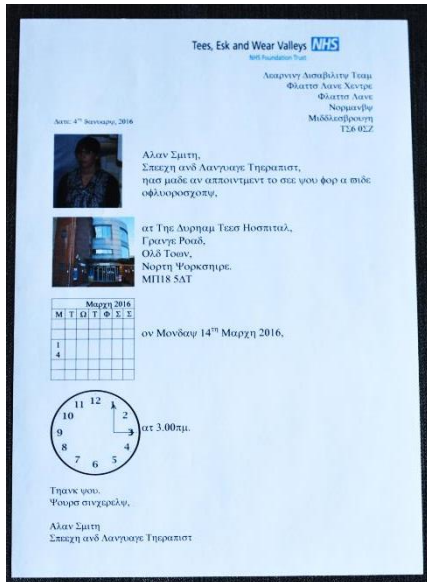 Tees, Esk and Wear Valleys NHS
NHS Foundation Trust
Λεαρνινγ Δισαβιλιτψ Τεαμ
Φλαττσ Λανε Χεντρε
Φλαττσ Λανε
Νορμανβψ
Μιδδλεσβρουγη
ΤΣ6 0ΣΖ
Δατε: 4τη ϑανυαρψ, 2016
Αλαν Σμιτη,
Σπεεχη ανδ Λανγυαγε Τηεραπιστ,
ηασ μαδε αν απποιντμεντ το σεε ψου φορ α ϖιδε
οφλυοροσχοπψ,
ατ Τηε Δυρηαμ Τεεσ Ηοσπιταλ,
Γρανγε Ροαδ,
Ολδ Τοων,
Νορτη Ψορκσηιρε.
ΜΠ18 5ΔΤ
Μαρχη 2016
Μ Τ Ω Τ Φ Σ Σ
1
4
ον Μονδαψ 14ΤΗ Μαρχη 2016,
12
11 1
10 2
9 3
8 4
7 5
6
ατ 3.00πμ.
Τηανκ ψου.
Ψουρσ σινχερελψ,
Αλαν Σμιτη
Σπεεχη ανδ Λανγυαγε Τηεραπιστ